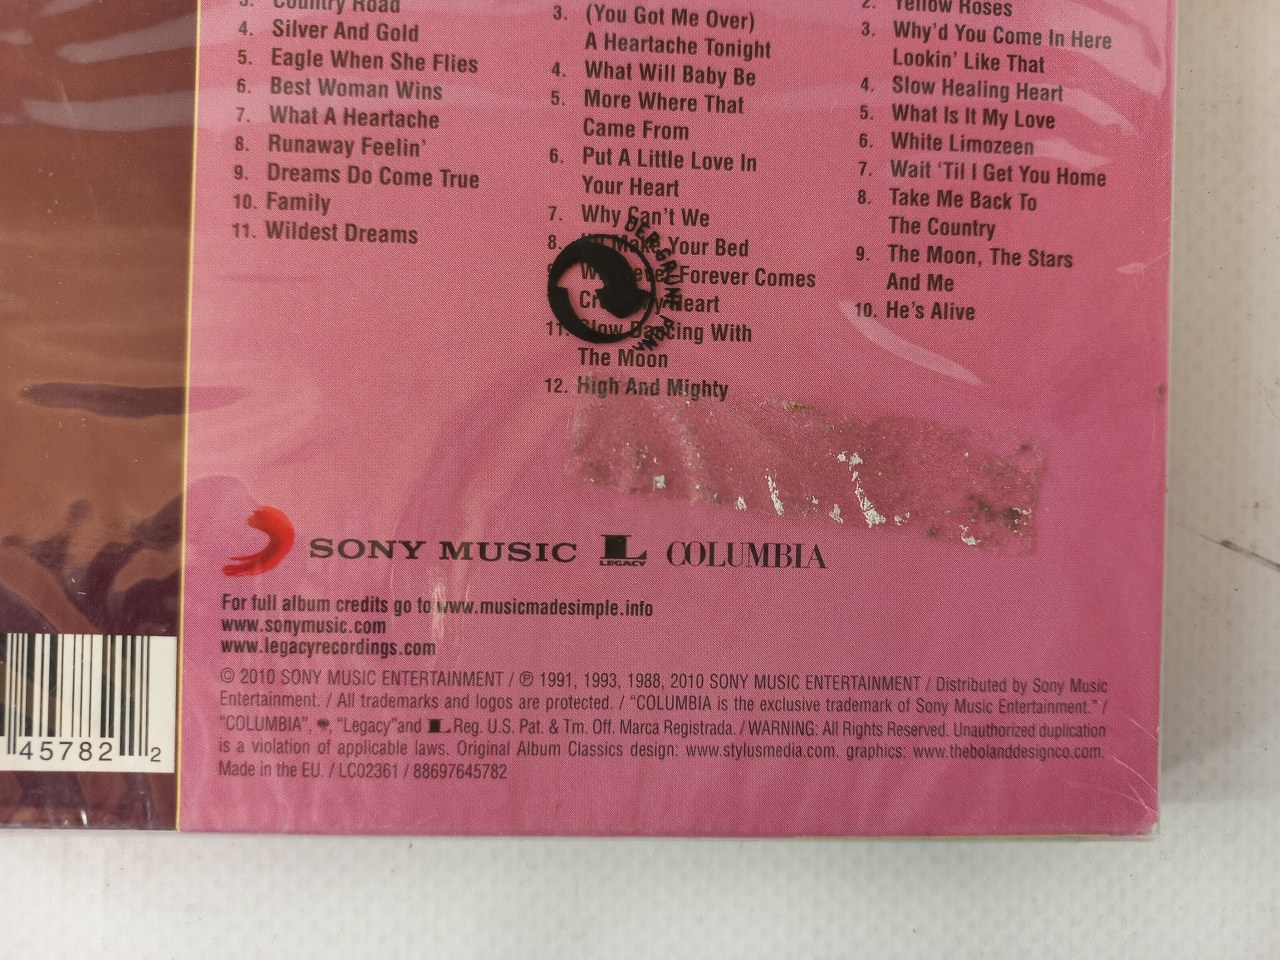 3. Country Road
4. Silver And Gold
5. Eagle When She Flies
6. Best Woman Wins
7. What A Heartache
8. Runaway Feelin'
9. Dreams Do Come True
10. Family
11. Wildest Dreams
3. (You Got Me Over)
A Heartache Tonight
4. What Will Baby Be
5. More Where That
Came From
6. Put A Little Love In
Your Heart
7. Why Can't We
8. Make Your Bed
Forever Comes
Heart
11. Slow Dancing With
The Moon
12. High And Mighty
DER GRÜNE PUNKT
2. Yellow Roses
3. Why'd You Come In Here
Lookin' Like That
4. Slow Healing Heart
5. What Is It My Love
6. White Limozeen
7. Wait 'Til I Get You Home
8. Take Me Back To
The Country
9. The Moon, The Stars
And Me
10. He's Alive
SONY MUSIC L LEGACY COLUMBIA
For full album credits go to www.musicmadesimple.info
www.sonymusic.com
www.legacyrecordings.com
© 2010 SONY MUSIC ENTERTAINMENT / ℗ 1991, 1993, 1988, 2010 SONY MUSIC ENTERTAINMENT / Distributed by Sony Music
Entertainment. / All trademarks and logos are protected. / "COLUMBIA is the exclusive trademark of Sony Music Entertainment." /
"COLUMBIA", , "Legacy"and L Reg. U.S. Pat. & Tm. Off. Marca Registrada. / WARNING: All Rights Reserved. Unauthorized duplication
is a violation of applicable laws. Original Album Classics design: www.stylusmedia.com. graphics: www.thebolanddesignco.com.
Made in the EU. / LC02361 / 88697645782
45782 2